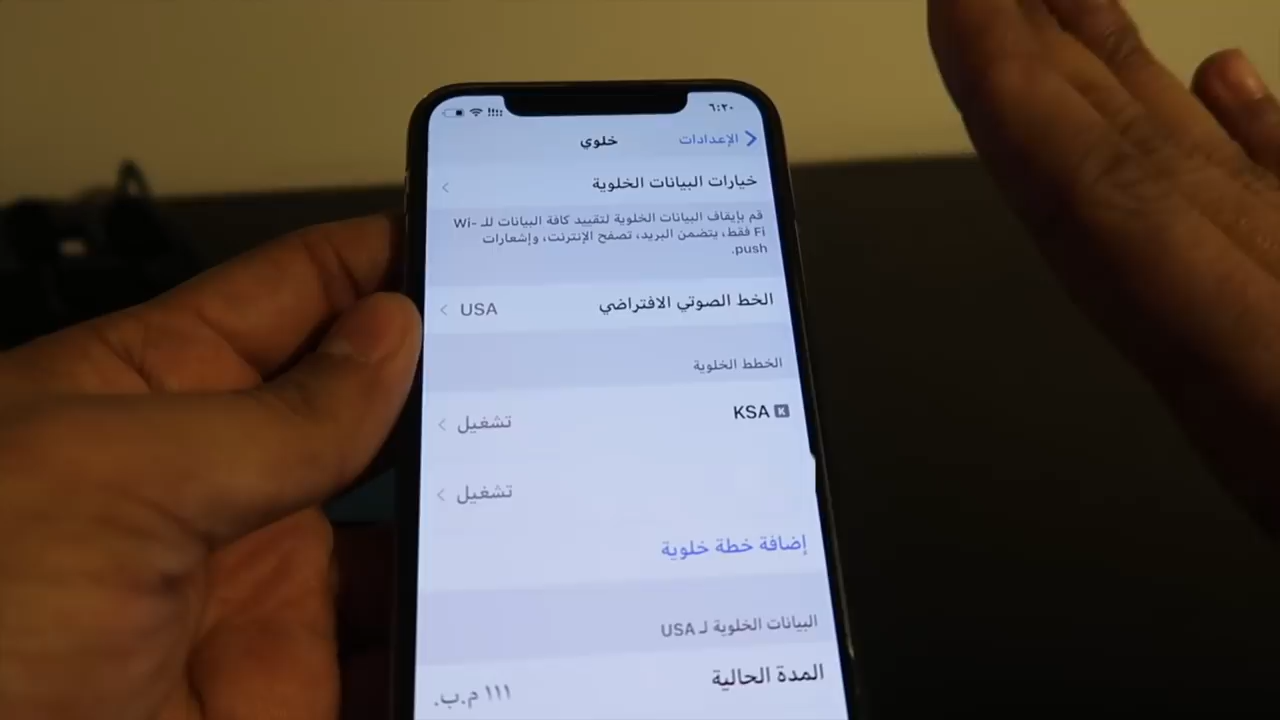 ٦:٢٠
الإعدادات
خلوي
خيارات البيانات الخلوية
قم بإيقاف البيانات الخلوية لتقييد كافة البيانات للـ Wi-
Fi فقط، يتضمن البريد، تصفح الإنترنت، وإشعارات
push.
الخط الصوتي الافتراضي USA
الخطط الخلوية
K KSA تشغيل
تشغيل
إضافة خطة خلوية
البيانات الخلوية لـ USA
المدة الحالية ١١١ م.ب.